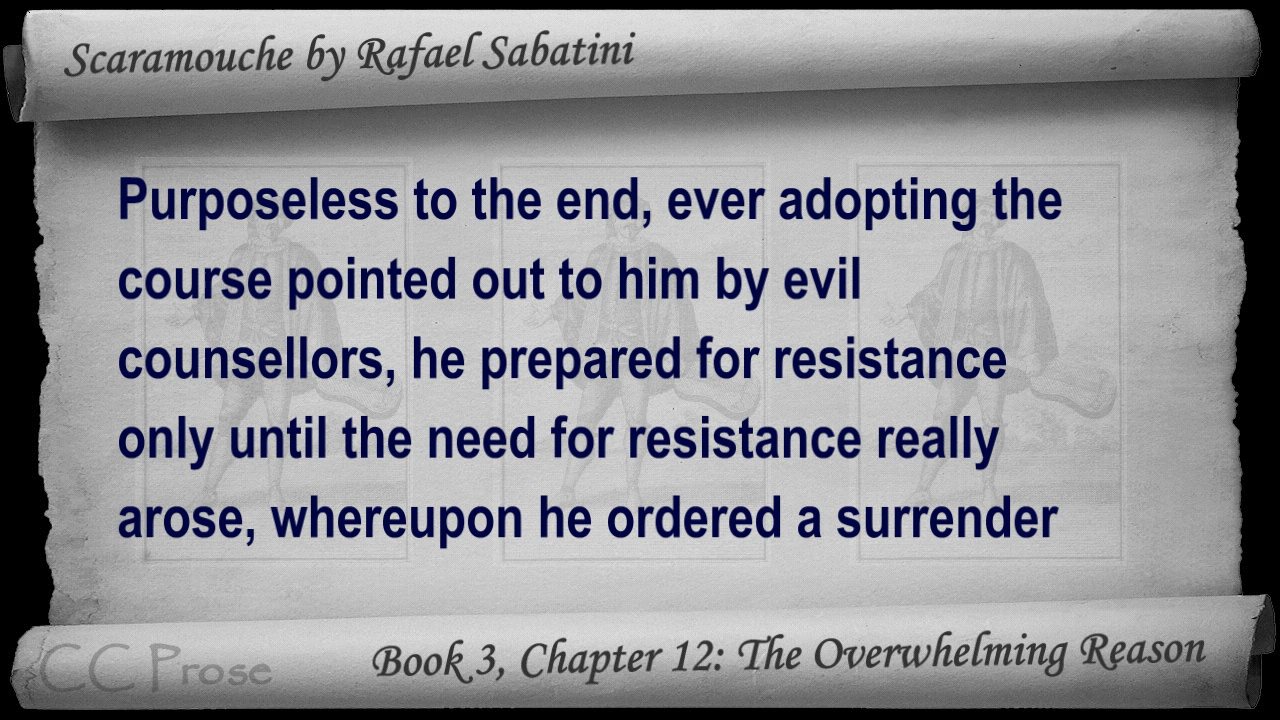 Scaramouche by Rafael Sabatini
Purposeless to the end, ever adopting the
course pointed out to him by evil
counsellors, he prepared for resistance
only until the need for resistance really
arose, whereupon he ordered a surrender
CC Prose
Book 3, Chapter 12: The Overwhelming Reason